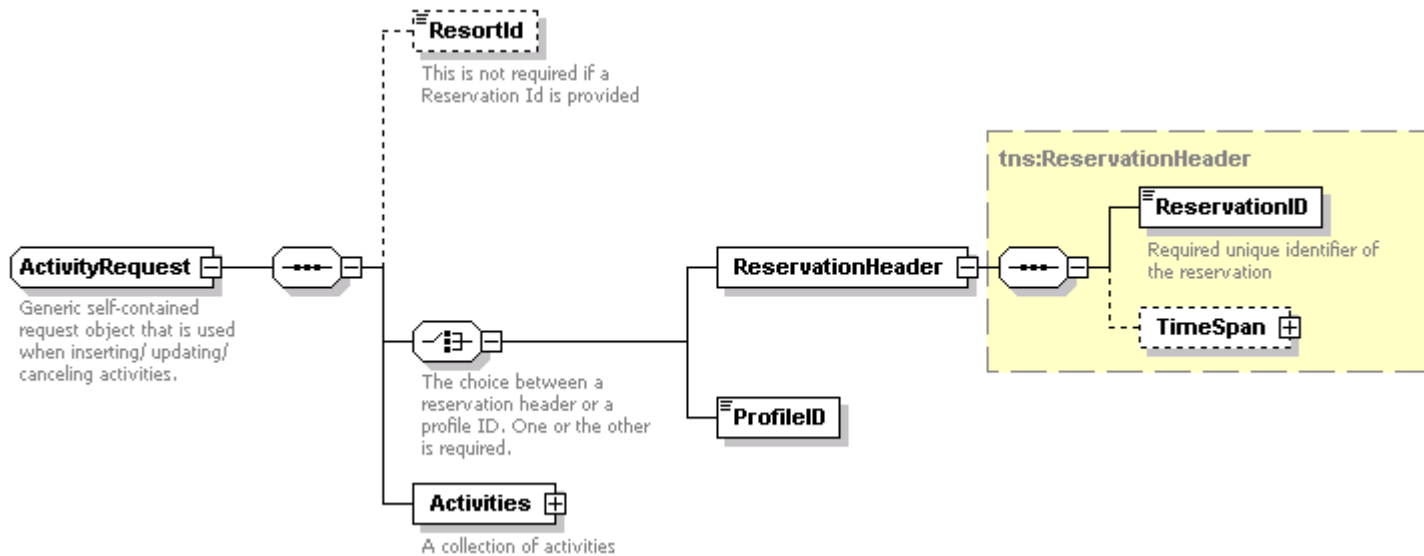 ResortId
This is not required if a
Reservation Id is provided
tns:ReservationHeader
ReservationID
Required unique identifier of
the reservation
TimeSpan
ActivityRequest
Generic self-contained
request object that is used
when inserting/ updating/
canceling activities.
ReservationHeader
The choice between a
reservation header or a
profile ID. One or the other
is required.
ProfileID
Activities
A collection of activities